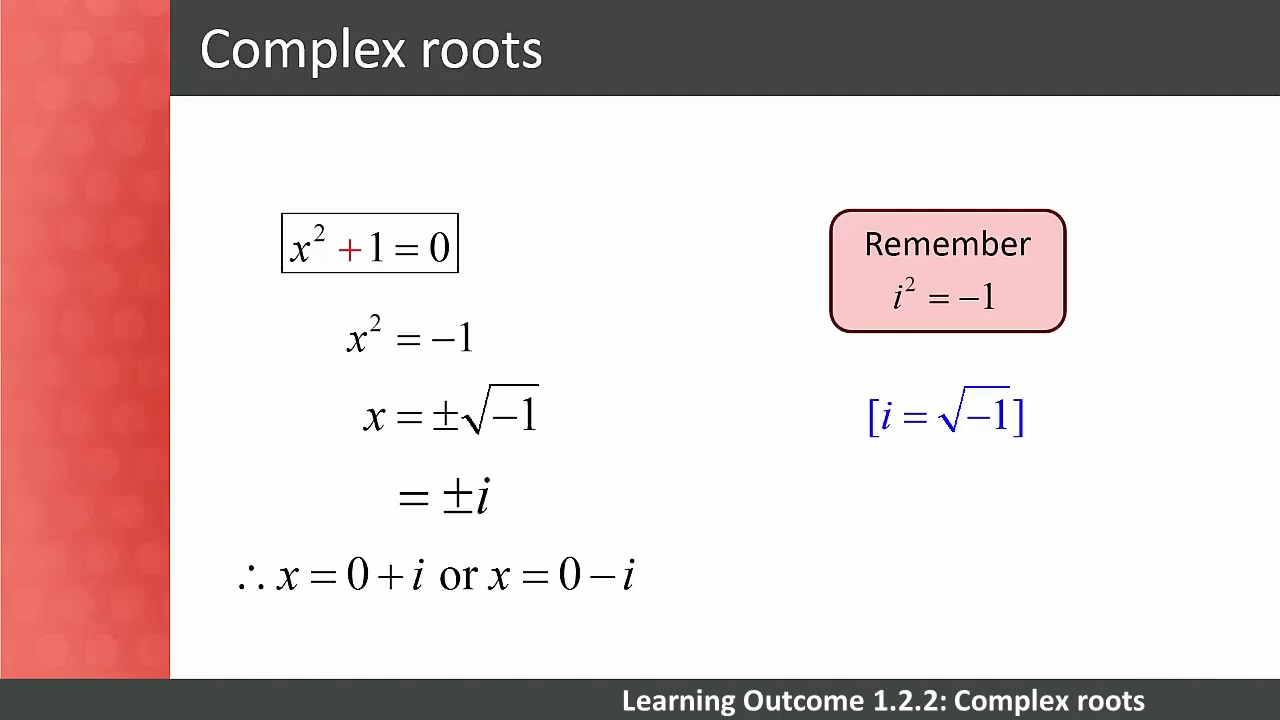 Complex roots
x² + 1 = 0
x² = −1
x = ±√−1
= ±i
∴ x = 0 + i or x = 0 − i
Remember
i² = −1
[i = √−1]
Learning Outcome 1.2.2: Complex roots